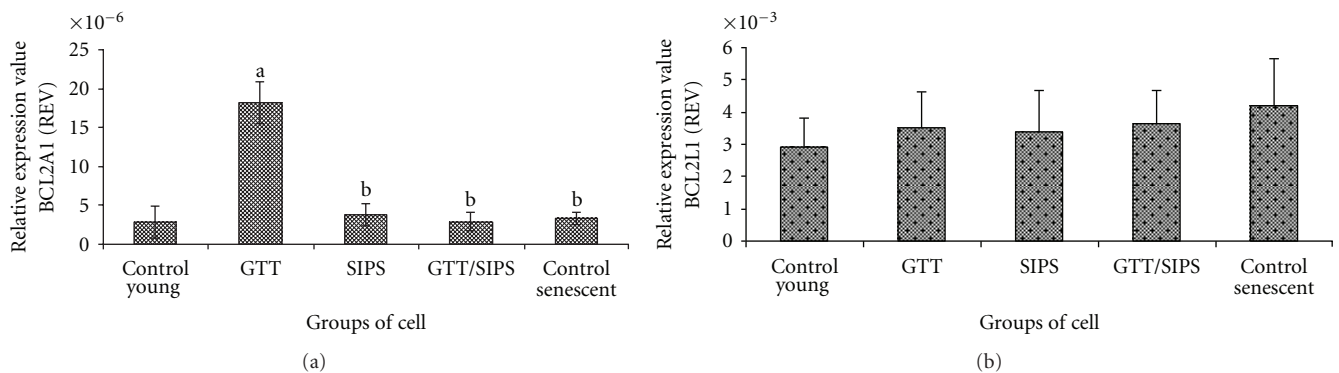 ×10−6
Relative expression value
BCL2A1 (REV)
25
20
15
10
5
0
a
b
b
b
Control
young
GTT
SIPS
GTT/SIPS
Control
senescent
Groups of cell
(a)
×10−3
Relative expression value
BCL2L1 (REV)
6
5
4
3
2
1
0
Control
young
GTT
SIPS
GTT/SIPS
Control
senescent
Groups of cell
(b)